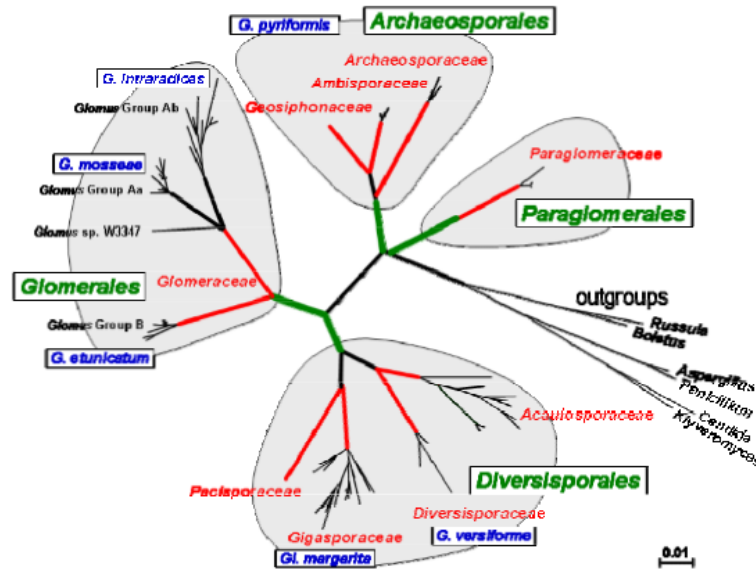 G. pyriformis
Archaeosporales
Archaeosporaceae
Ambisporaceae
Geosiphonaceae
G. intraradices
Glomus Group Ab
G. mosseae
Glomus Group Aa
Glomus sp. W3347
Glomeraceae
Glomerales
Glomus Group B
G. etunicatum
Paraglomeraceae
Paraglomerales
outgroups
Russula
Boletus
Aspergillus
Penicillium
Candida
Kluyveromyces
Acaulosporaceae
Pacisporaceae
Diversisporales
Diversisporaceae
Gigasporaceae
G. versiforme
Gi. margarita
0.01